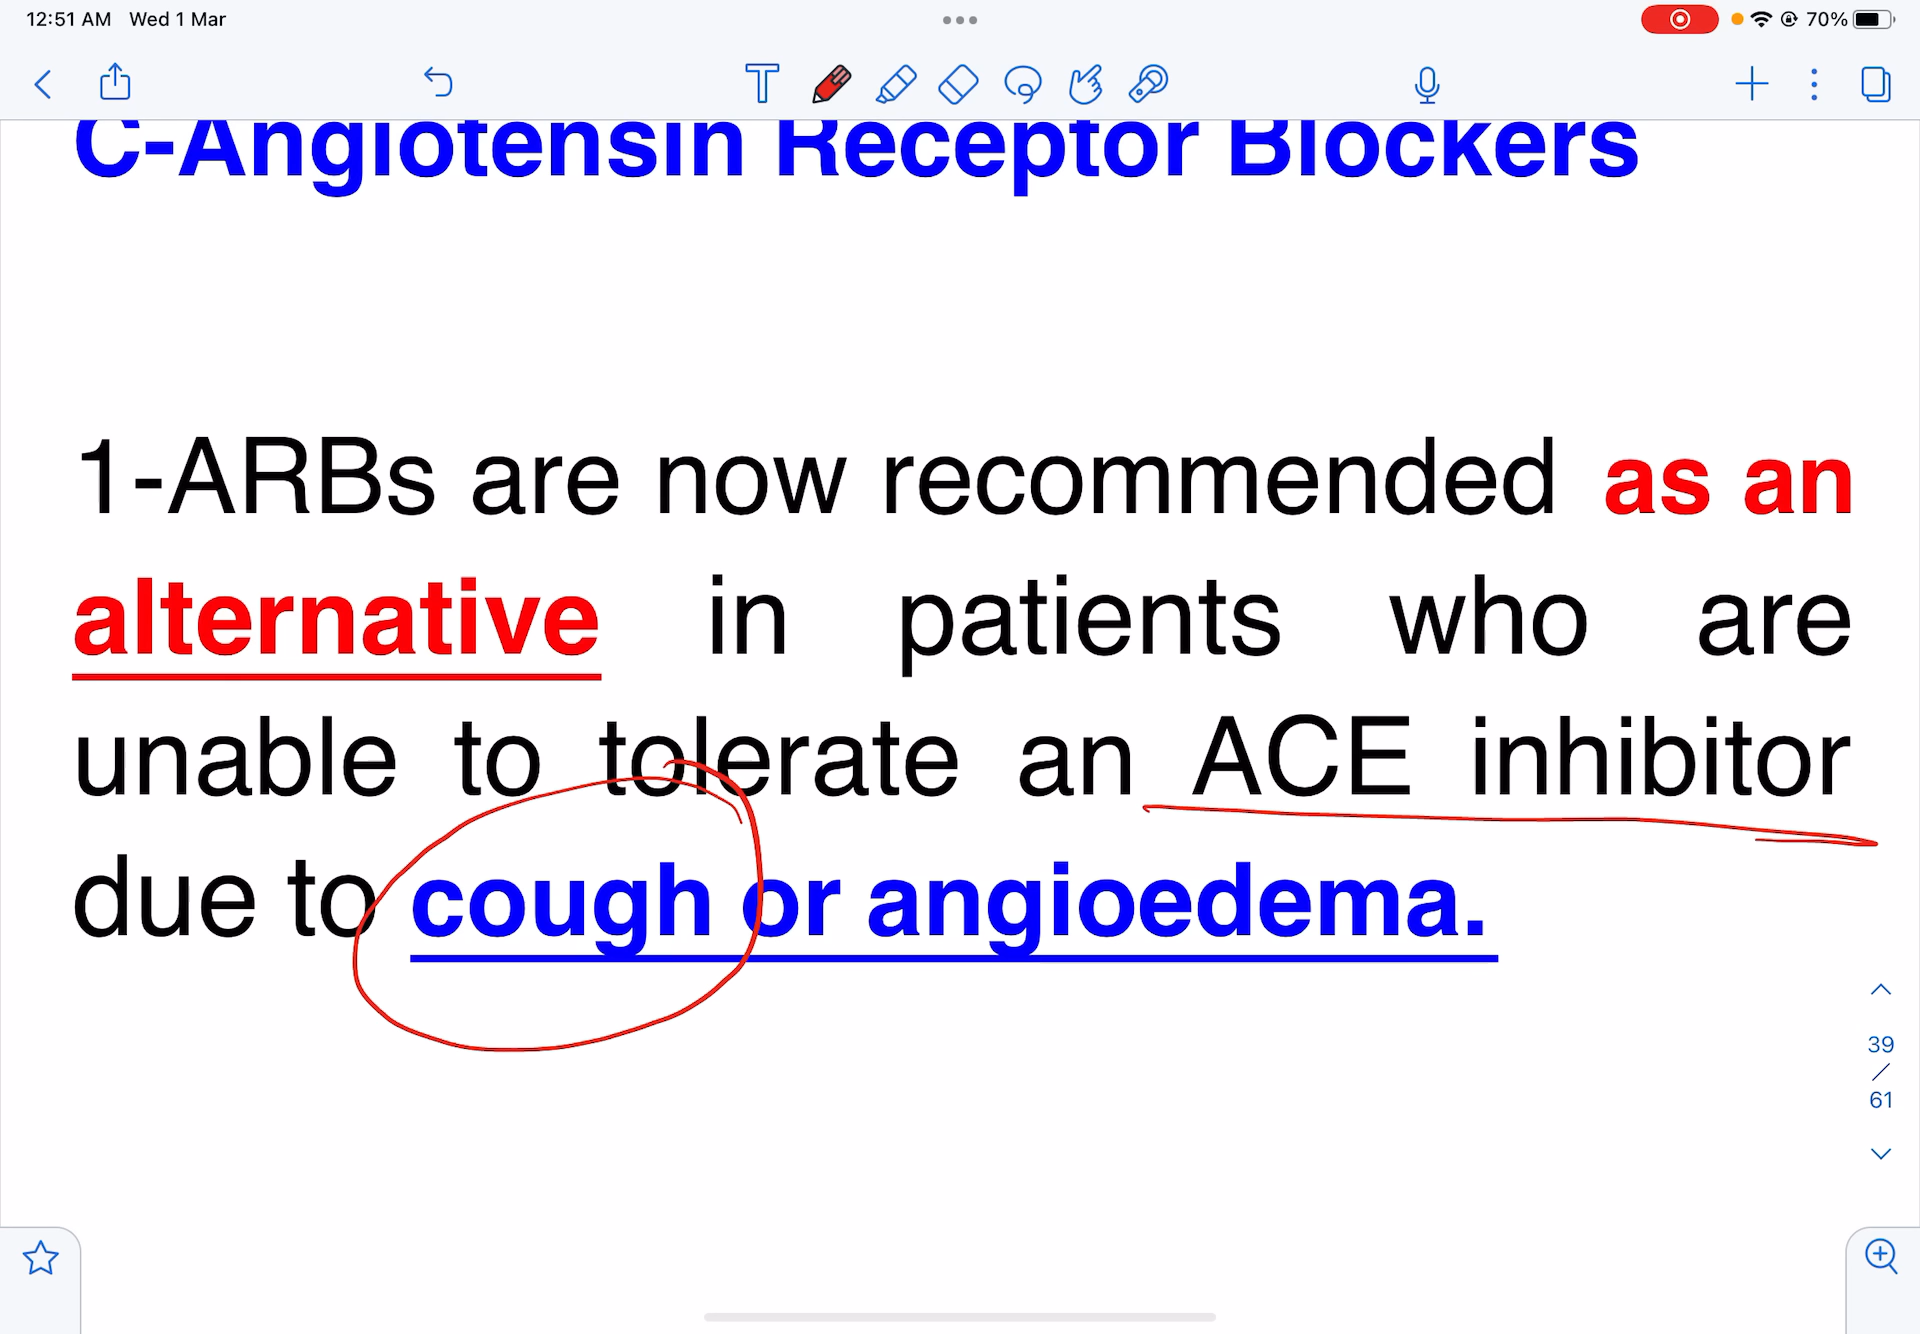 12:51 AM Wed 1 Mar
70%
C-Angiotensin Receptor Blockers
1-ARBs are now recommended as an
alternative in patients who are
unable to tolerate an ACE inhibitor
due to cough or angioedema.
39
/
61